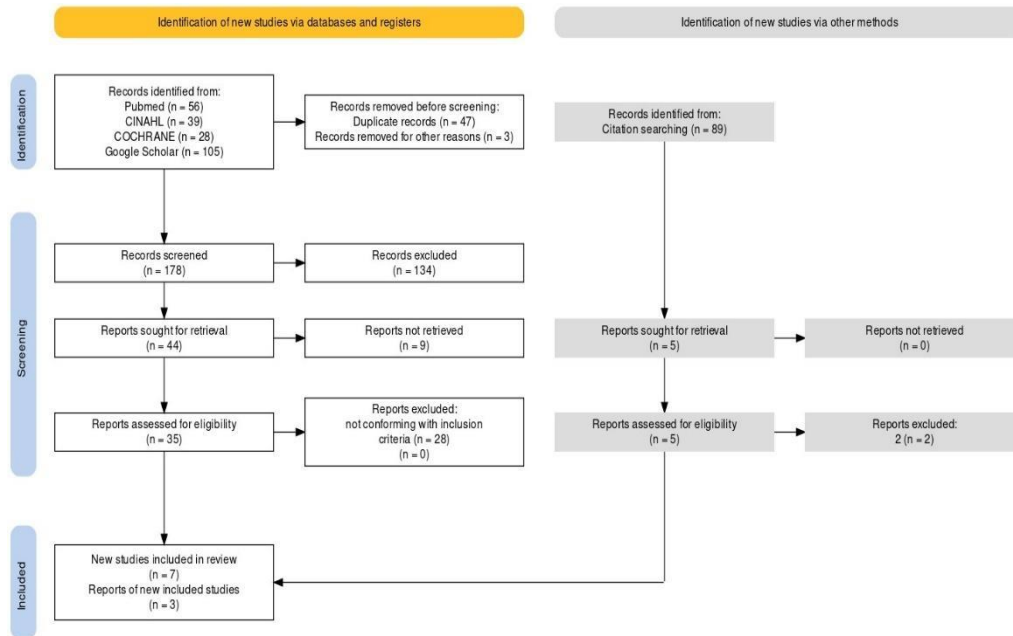 Identification of new studies via databases and registers
Identification of new studies via other methods
Identification
Records identified from:
Pubmed (n = 56)
CINAHL (n = 39)
COCHRANE (n = 28)
Google Scholar (n = 105)
Records removed before screening:
Duplicate records (n = 47)
Records removed for other reasons (n = 3)
Records identified from:
Citation searching (n = 89)
Screening
Records screened
(n = 178)
Records excluded
(n = 134)
Reports sought for retrieval
(n = 44)
Reports not retrieved
(n = 9)
Reports sought for retrieval
(n = 5)
Reports not retrieved
(n = 0)
Reports assessed for eligibility
(n = 35)
Reports excluded:
not conforming with inclusion
criteria (n = 28)
(n = 0)
Reports assessed for eligibility
(n = 5)
Reports excluded:
2 (n = 2)
Included
New studies included in review
(n = 7)
Reports of new included studies
(n = 3)